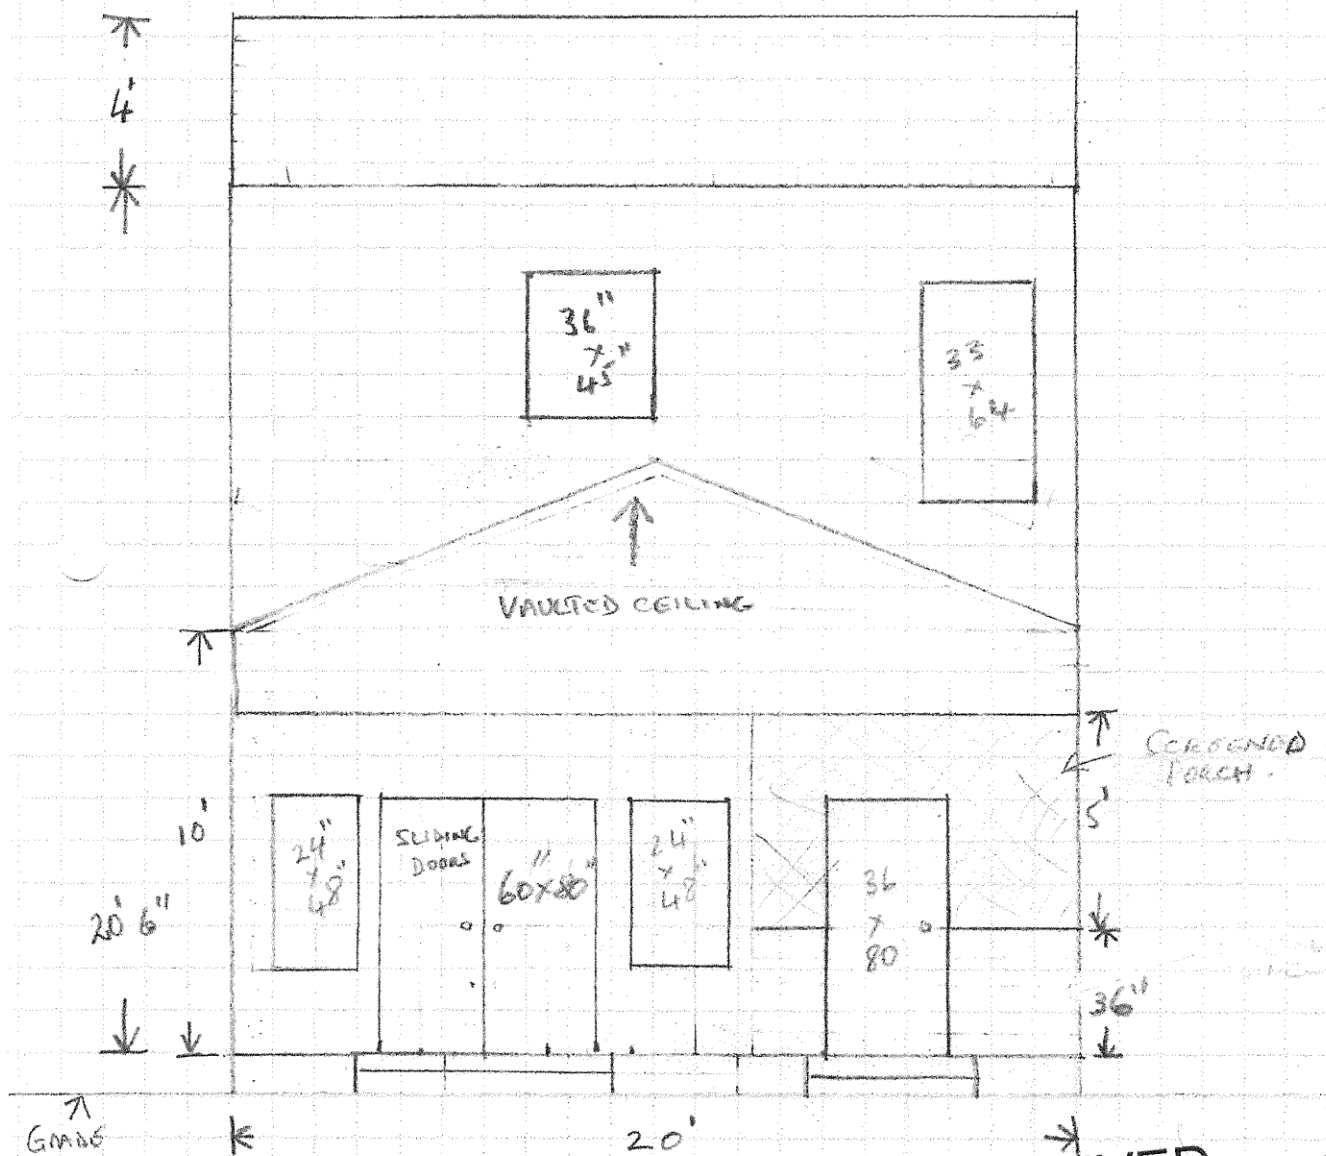 4'
36"
x
45"
33
x
64
VAULTED CEILING
SCREENED
PORCH.
10'
5'
24"
x
48"
SLIDING
DOORS
60"x80"
24"
x
48"
36
x
80
20' 6"
36"
GRADE
20'